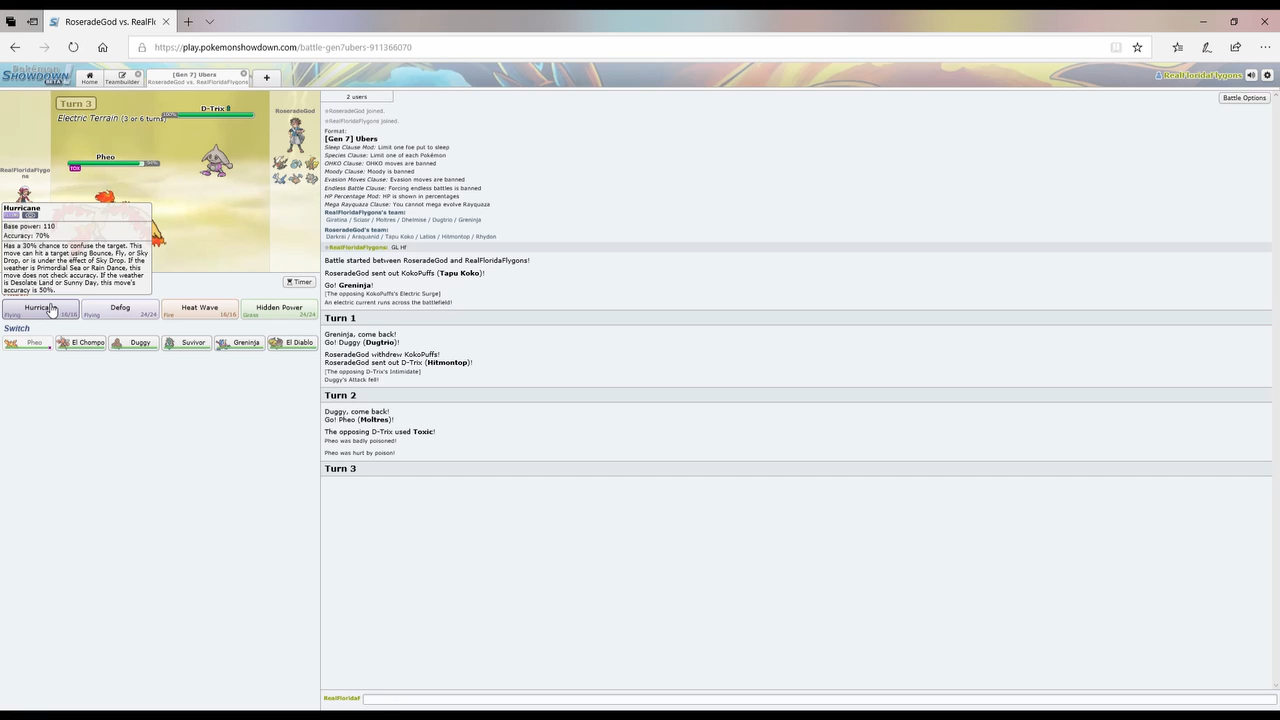 RoseradeGod vs. RealFlo
https://play.pokemonshowdown.com/battle-gen7ubers-911366070
Pokémon
SHOWDOWN
BETA
Home
Teambuilder
[Gen 7] Ubers
RoseradeGod vs. RealFloridaFlygons
+
RealFloridaFlygons
Turn 3
Electric Terrain (3 or 6 turns)
D-Trix
100%
RoseradeGod
Pheo
TOX
RealFloridaFlygo
ns
Hurricane
Base power: 110
Accuracy: 70%
Has a 30% chance to confuse the target. This
move can hit a target using Bounce, Fly, or Sky
Drop, or is under the effect of Sky Drop. If the
weather is Primordial Sea or Rain Dance, this
move does not check accuracy. If the weather
is Desolate Land or Sunny Day, this move's
accuracy is 50%.
Timer
Hurricane
Flying 16/16
Defog
Flying 24/24
Heat Wave
Fire 16/16
Hidden Power
Grass 24/24
Switch
Pheo
El Chompo
Duggy
Suvivor
Greninja
El Diablo
2 users
Battle Options
RoseradeGod joined.
RealFloridaFlygons joined.
Format:
[Gen 7] Ubers
Sleep Clause Mod: Limit one foe put to sleep
Species Clause: Limit one of each Pokémon
OHKO Clause: OHKO moves are banned
Moody Clause: Moody is banned
Evasion Moves Clause: Evasion moves are banned
Endless Battle Clause: Forcing endless battles is banned
HP Percentage Mod: HP is shown in percentages
Mega Rayquaza Clause: You cannot mega evolve Rayquaza
RealFloridaFlygons's team:
Giratina / Scizor / Moltres / Dhelmise / Dugtrio / Greninja
RoseradeGod's team:
Darkrai / Araquanid / Tapu Koko / Latios / Hitmontop / Rhydon
RealFloridaFlygons: GL Hf
Battle started between RoseradeGod and RealFloridaFlygons!
RoseradeGod sent out KokoPuffs (Tapu Koko)!
Go! Greninja!
[The opposing KokoPuffs's Electric Surge]
An electric current runs across the battlefield!
Turn 1
Greninja, come back!
Go! Duggy (Dugtrio)!
RoseradeGod withdrew KokoPuffs!
RoseradeGod sent out D-Trix (Hitmontop)!
[The opposing D-Trix's Intimidate]
Duggy's Attack fell!
Turn 2
Duggy, come back!
Go! Pheo (Moltres)!
The opposing D-Trix used Toxic!
Pheo was badly poisoned!
Pheo was hurt by poison!
Turn 3
RealFloridaF